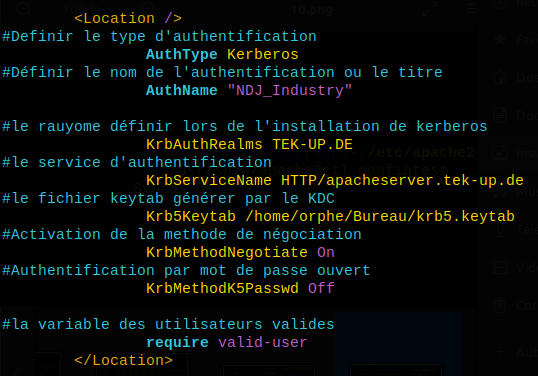 <Location />
#Definir le type d'authentification
AuthType Kerberos
#Définir le nom de l'authentification ou le titre
AuthName "NDJ_Industry"
#le rauyome définir lors de l'installation de kerberos
KrbAuthRealms TEK-UP.DE
#le service d'authentification
KrbServiceName HTTP/apacheserver.tek-up.de
#le fichier keytab générer par le KDC
Krb5Keytab /home/orphe/Bureau/krb5.keytab
#Activation de la methode de négociation
KrbMethodNegotiate On
#Authentification par mot de passe ouvert
KrbMethodK5Passwd Off
#la variable des utilisateurs valides
require valid-user
</Location>